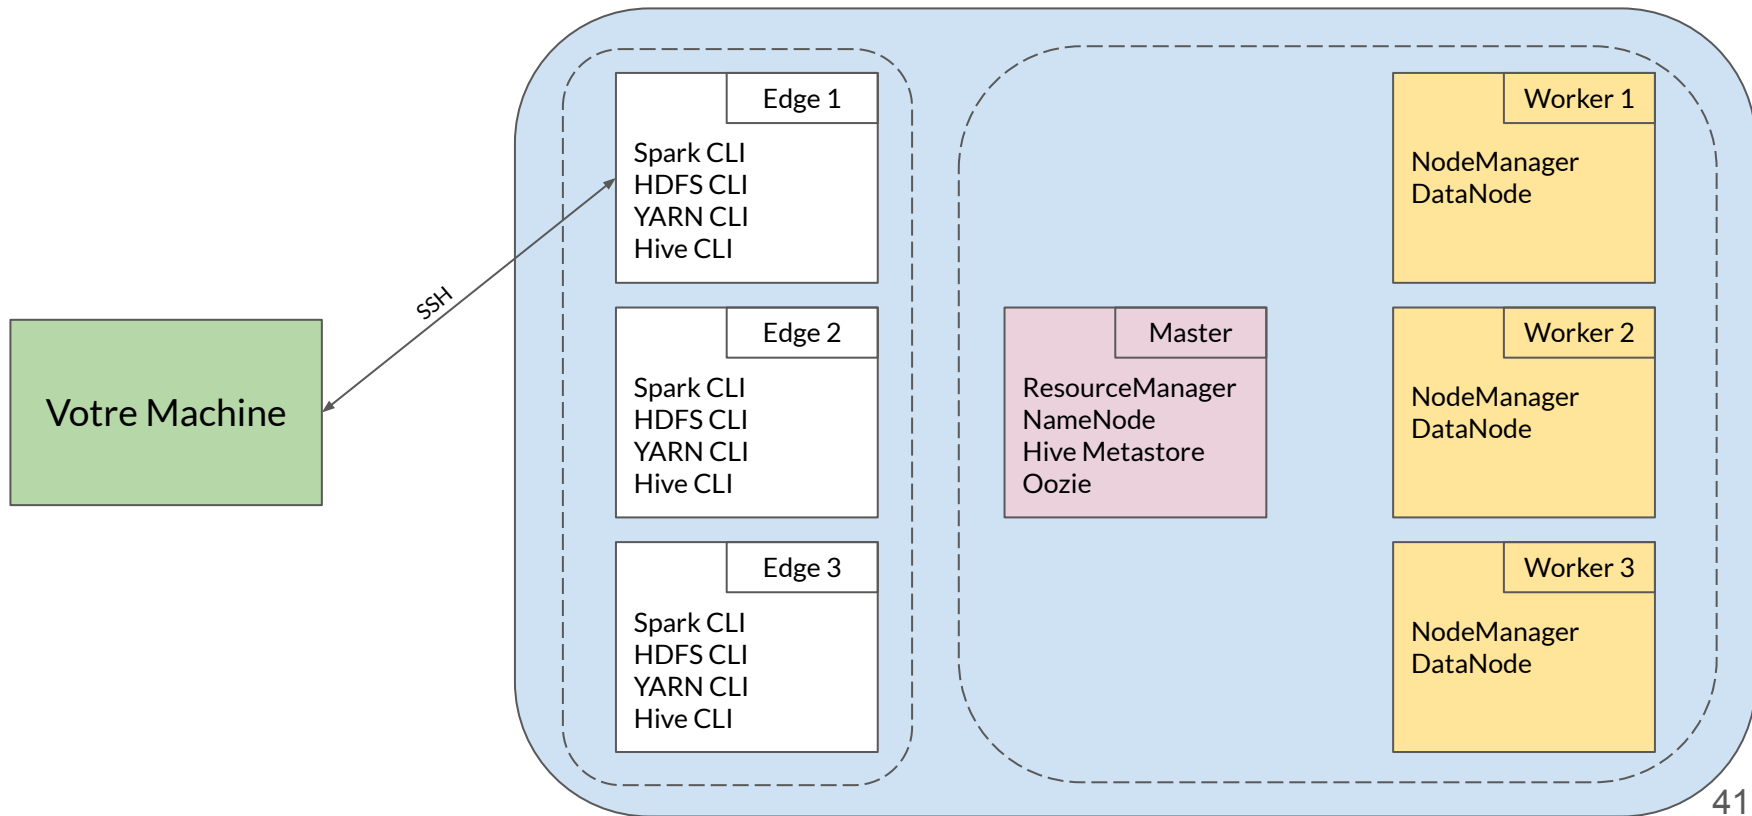 Votre Machine
SSH
Edge 1
Spark CLI
HDFS CLI
YARN CLI
Hive CLI
Edge 2
Spark CLI
HDFS CLI
YARN CLI
Hive CLI
Edge 3
Spark CLI
HDFS CLI
YARN CLI
Hive CLI
Master
ResourceManager
NameNode
Hive Metastore
Oozie
Worker 1
NodeManager
DataNode
Worker 2
NodeManager
DataNode
Worker 3
NodeManager
DataNode
41